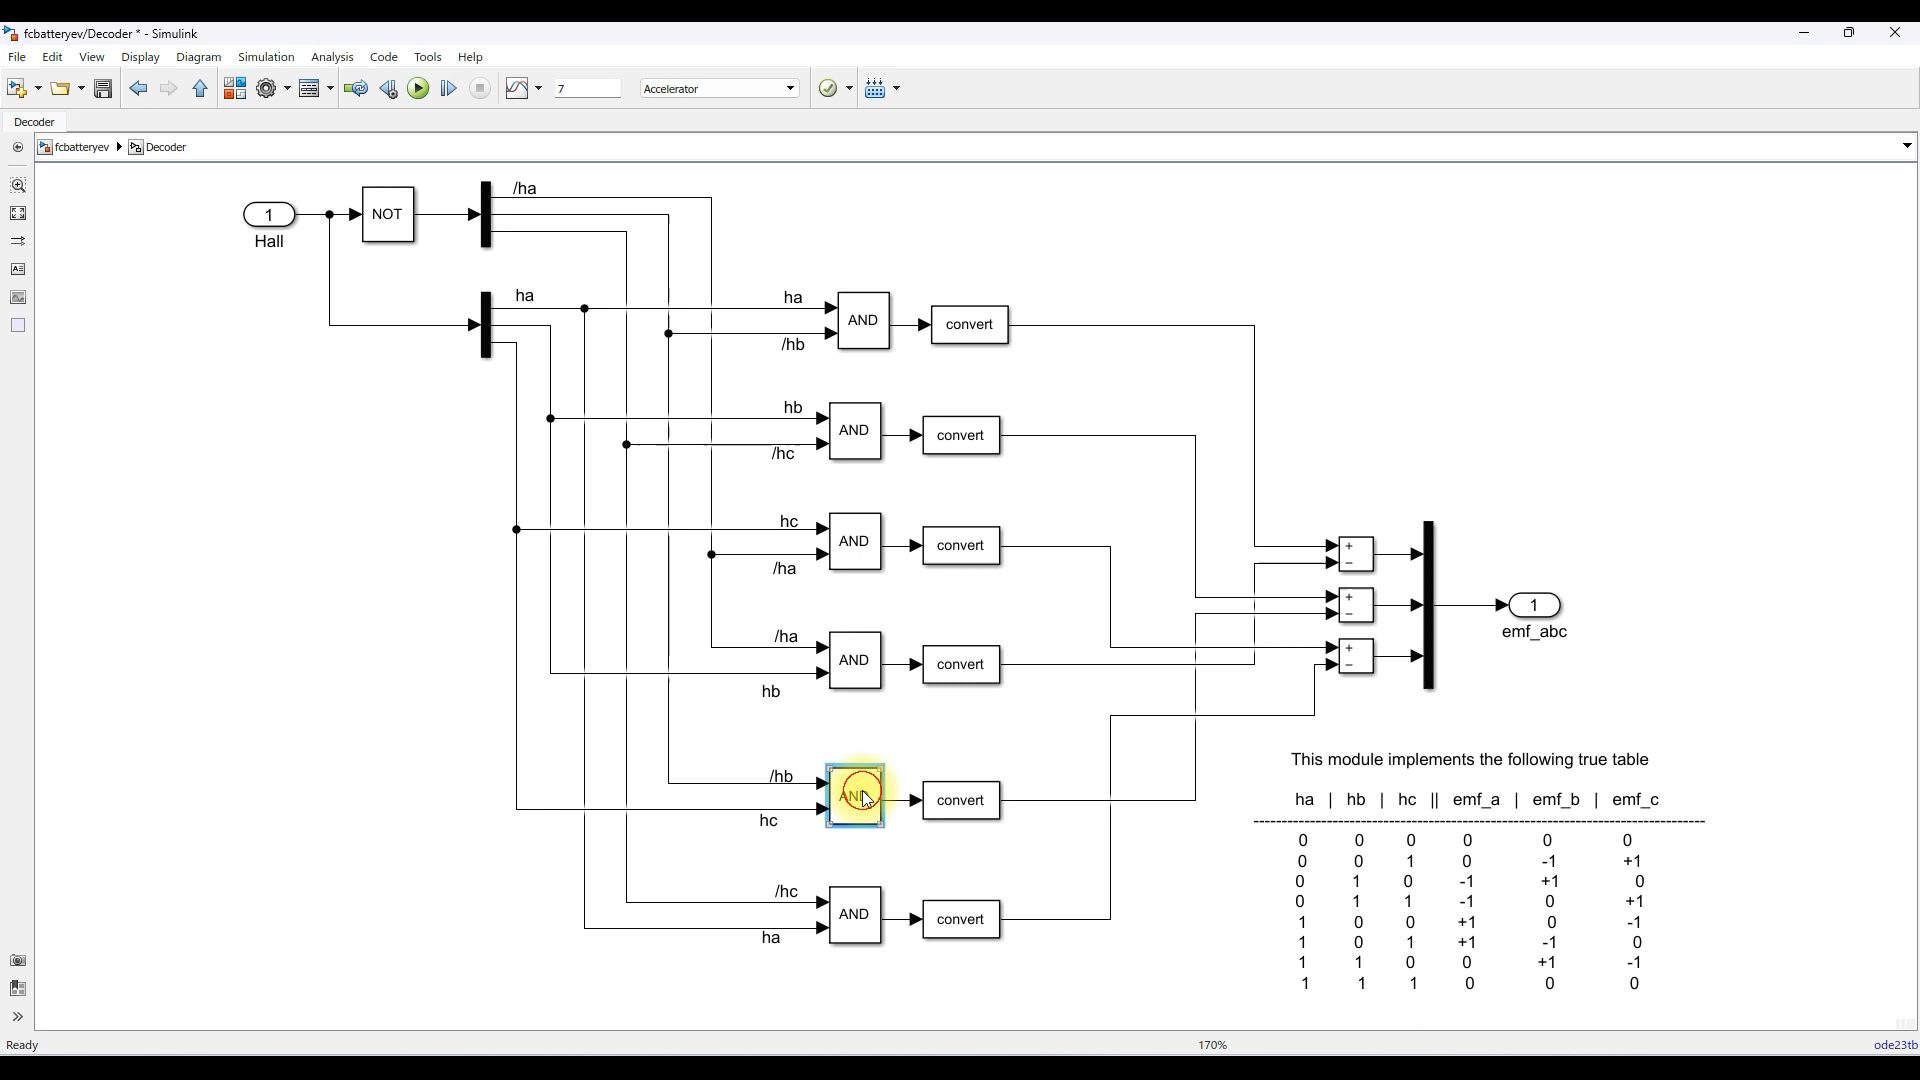 fcbatteryev/Decoder * - Simulink
File Edit View Display Diagram Simulation Analysis Code Tools Help
7 Accelerator
Decoder
fcbatteryev Decoder
1
Hall
NOT
/ha
ha
ha
/hb
AND
convert
hb
/hc
AND
convert
hc
/ha
AND
convert
/ha
hb
AND
convert
/hb
hc
AND
convert
/hc
ha
AND
convert
+
−
+
−
+
−
1
emf_abc
This module implements the following true table
ha | hb | hc || emf_a | emf_b | emf_c
--------------------------------------------------------------------------------
0 0 0 0 0 0
0 0 1 0 -1 +1
0 1 0 -1 +1 0
0 1 1 -1 0 +1
1 0 0 +1 0 -1
1 0 1 +1 -1 0
1 1 0 0 +1 -1
1 1 1 0 0 0
Ready 170% ode23tb